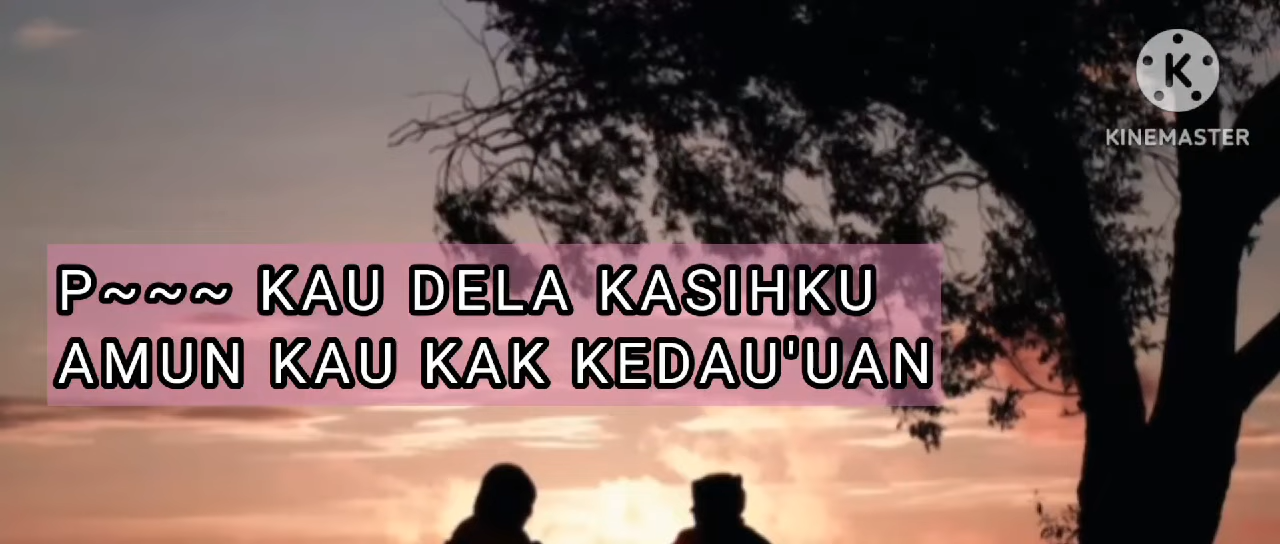 P~~~ KAU DELA KASIHKU
AMUN KAU KAK KEDAU'UAN
K
KINEMASTER